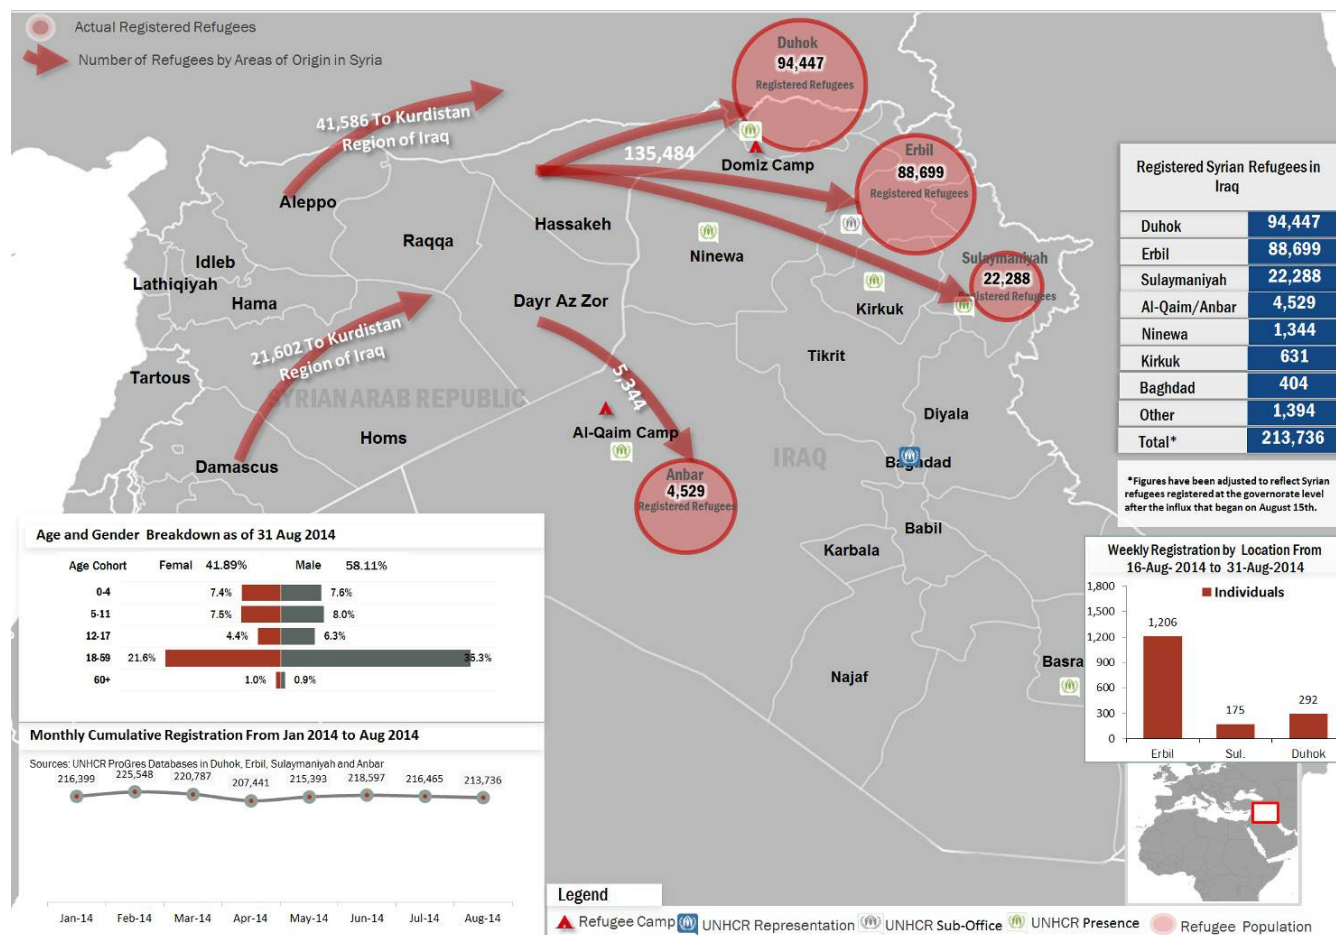 Actual Registered Refugees
Number of Refugees by Areas of Origin in Syria
41,586 To Kurdistan
Region of Iraq
135,484
Duhok
94,447
Registered Refugees
Domiz Camp
Erbil
88,699
Registered Refugees
Aleppo
Raqqa
Hassakeh
Ninewa
Sulaymaniyah
22,288
Registered Refugees
Idleb
Lathiqiyah
Hama
Dayr Az Zor
Kirkuk
21,602 To Kurdistan
Region of Iraq
Tikrit
5,344
Tartous
SYRIAN ARAB REPUBLIC
Homs
Al-Qaim Camp
Diyala
IRAQ
Baghdad
Damascus
Anbar
4,529
Registered Refugees
Babil
Karbala
Najaf
Basra
Registered Syrian Refugees in
Iraq
Duhok 94,447
Erbil 88,699
Sulaymaniyah 22,288
Al-Qaim/Anbar 4,529
Ninewa 1,344
Kirkuk 631
Baghdad 404
Other 1,394
Total* 213,736
*Figures have been adjusted to reflect Syrian
refugees registered at the governorate level
after the influx that began on August 15th.
Age and Gender Breakdown as of 31 Aug 2014
Age Cohort Femal 41.89% Male 58.11%
0-4 7.4% 7.6%
5-11 7.5% 8.0%
12-17 4.4% 6.3%
18-59 21.6% 35.3%
60+ 1.0% 0.9%
Monthly Cumulative Registration From Jan 2014 to Aug 2014
Sources: UNHCR ProGres Databases in Duhok, Erbil, Sulaymaniyah and Anbar
216,399 225,548 220,787 207,441 215,393 218,597 216,465 213,736
Jan-14 Feb-14 Mar-14 Apr-14 May-14 Jun-14 Jul-14 Aug-14
Weekly Registration by Location From
16-Aug- 2014 to 31-Aug-2014
Individuals
1,800
1,500
1,200
900
600
300
0
1,206
175
292
Erbil Sul. Duhok
Legend
Refugee Camp UNHCR Representation UNHCR Sub-Office UNHCR Presence Refugee Population